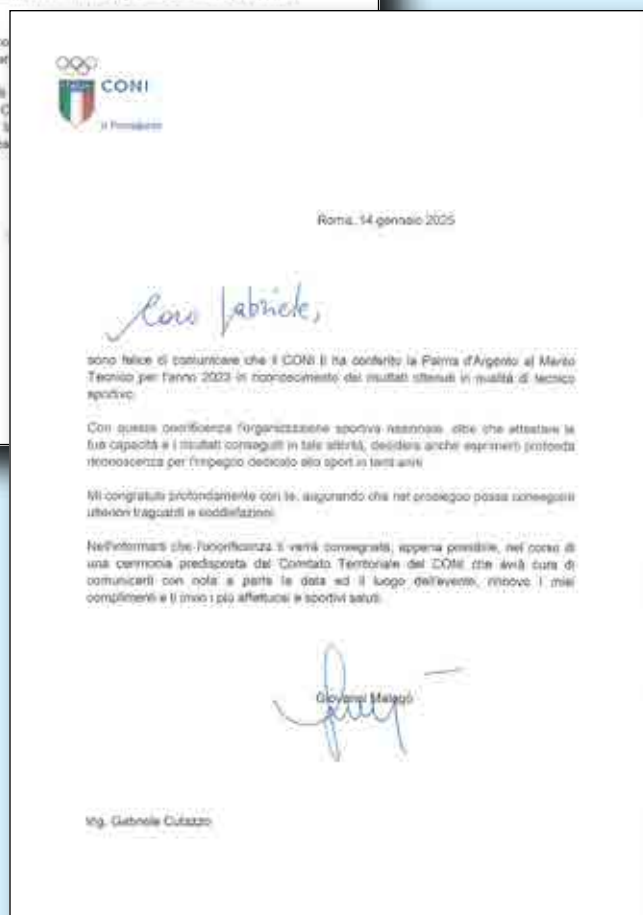 CONI
Il Presidente
Roma, 14 gennaio 2025
Caro Gabriele,
sono felice di comunicare che il CONI ti ha conferito la Palma d'Argento al Merito
Tecnico per l'anno 2023 in riconoscimento dei risultati ottenuti in qualità di tecnico
sportivo.
Con questa onorificenza l'organizzazione sportiva nazionale, oltre che attestare le
tue capacità e i risultati conseguiti in tale attività, desidera anche esprimerti profonda
riconoscenza per l'impegno dedicato allo sport in tanti anni.
Mi congratulo profondamente con te, augurando che nel prosieguo possa conseguire
ulteriori traguardi e soddisfazioni.
Nell'informarti che l'onorificenza ti verrà consegnata, appena possibile, nel corso di
una cerimonia predisposta dal Comitato Territoriale del CONI che avrà cura di
comunicarti con nota a parte la data ed il luogo dell'evento, rinnovo i miei
complimenti e ti invio i più affettuosi e sportivi saluti.
Giovanni Malagò
Ing. Gabriele